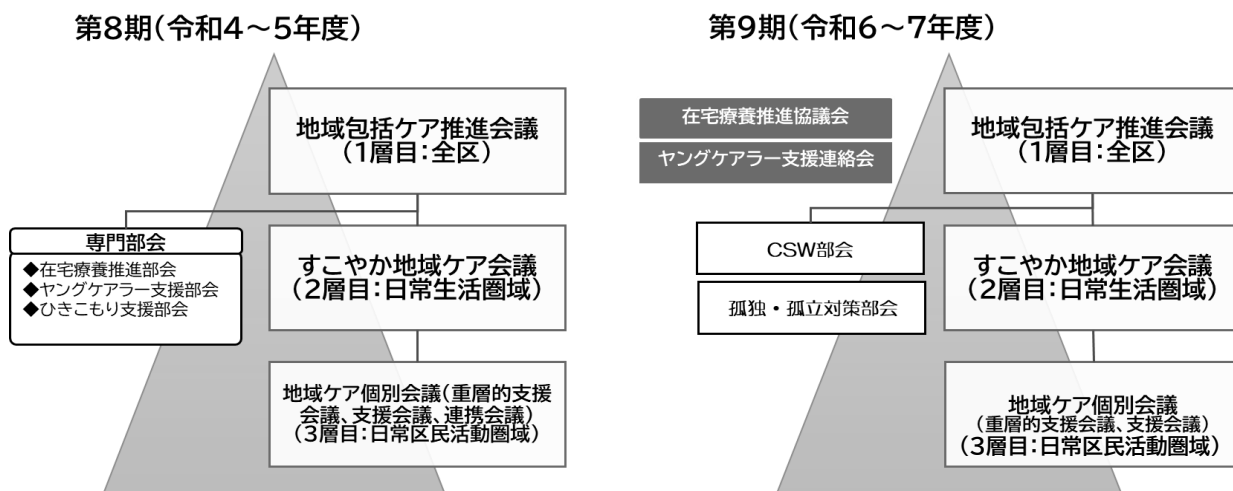 第8期(令和4~5年度)
地域包括ケア推進会議
(1層目:全区)
専門部会
◆在宅療養推進部会
◆ヤングケアラー支援部会
◆ひきこもり支援部会
すこやか地域ケア会議
(2層目:日常生活圏域)
地域ケア個別会議(重層的支援
会議、支援会議、連携会議)
(3層目:日常区民活動圏域)
第9期(令和6~7年度)
在宅療養推進協議会
ヤングケアラー支援連絡会
地域包括ケア推進会議
(1層目:全区)
CSW部会
孤独・孤立対策部会
すこやか地域ケア会議
(2層目:日常生活圏域)
地域ケア個別会議
(重層的支援会議、支援会議)
(3層目:日常区民活動圏域)